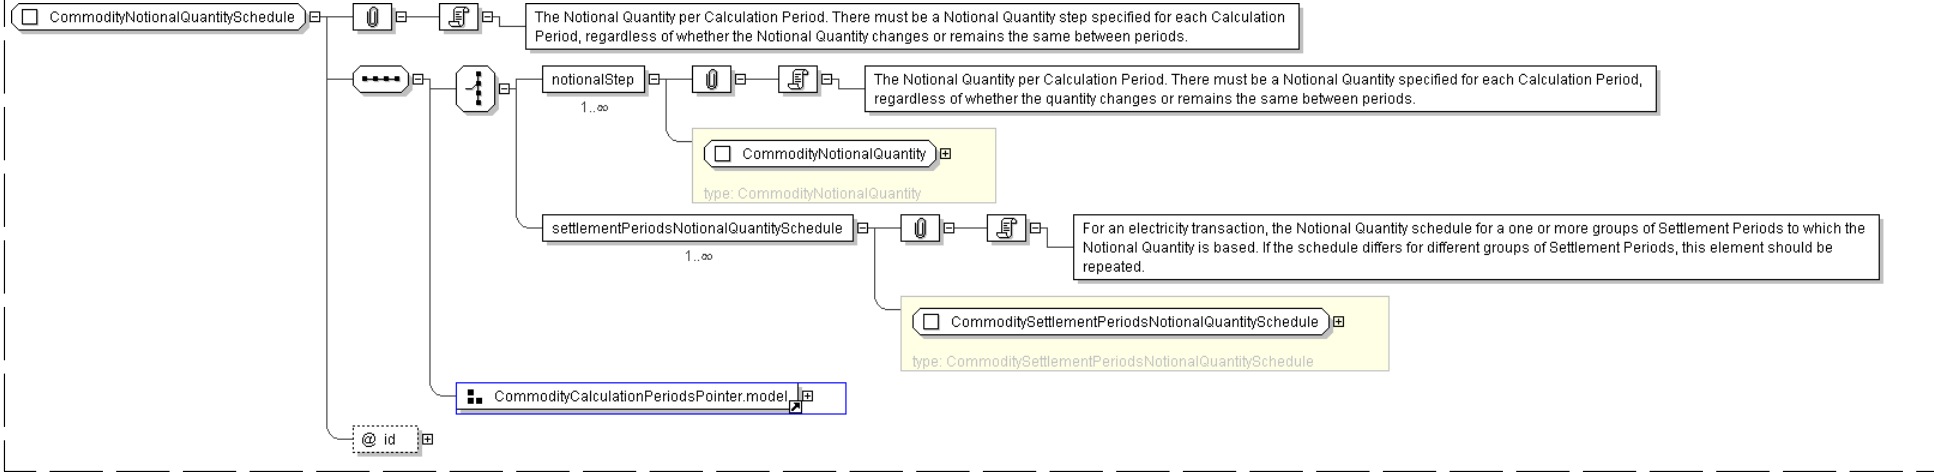 CommodityNotionalQuantitySchedule
The Notional Quantity per Calculation Period. There must be a Notional Quantity step specified for each Calculation
Period, regardless of whether the Notional Quantity changes or remains the same between periods.
notionalStep
1..∞
The Notional Quantity per Calculation Period. There must be a Notional Quantity specified for each Calculation Period,
regardless of whether the quantity changes or remains the same between periods.
CommodityNotionalQuantity
type: CommodityNotionalQuantity
settlementPeriodsNotionalQuantitySchedule
1..∞
For an electricity transaction, the Notional Quantity schedule for a one or more groups of Settlement Periods to which the
Notional Quantity is based. If the schedule differs for different groups of Settlement Periods, this element should be
repeated.
CommoditySettlementPeriodsNotionalQuantitySchedule
type: CommoditySettlementPeriodsNotionalQuantitySchedule
CommodityCalculationPeriodsPointer.model
@ id